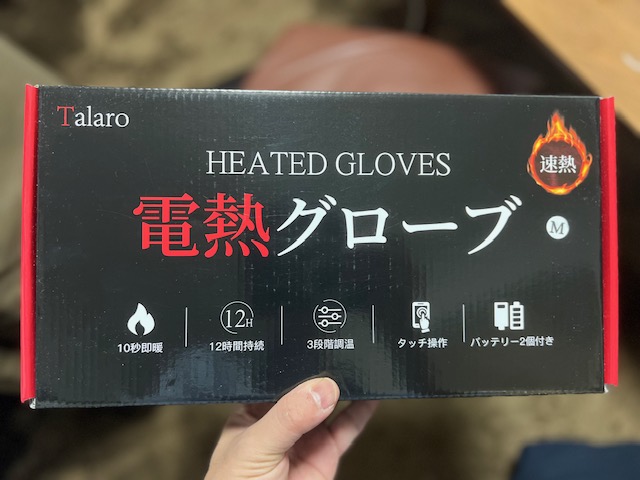 Talaro
速熱
HEATED GLOVES
電熱グローブ M
12H
10秒即暖
12時間持続
3段階調温
タッチ操作
バッテリー2個付き